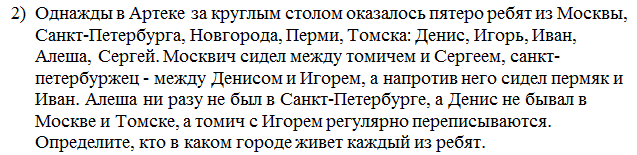 2) Однажды в Артеке за круглым столом оказалось пятеро ребят из Москвы,
Санкт-Петербурга, Новгорода, Перми, Томска: Денис, Игорь, Иван,
Алеша, Сергей. Москвич сидел между томичем и Сергеем, санкт-
петербуржец - между Денисом и Игорем, а напротив него сидел пермяк и
Иван. Алеша ни разу не был в Санкт-Петербурге, а Денис не бывал в
Москве и Томске, а томич с Игорем регулярно переписываются.
Определите, кто в каком городе живет каждый из ребят.